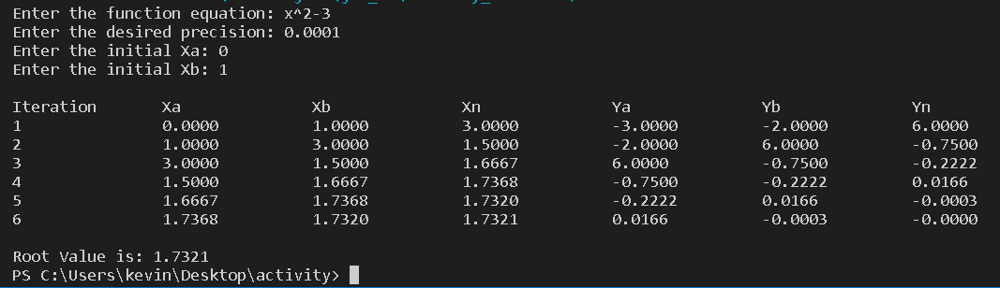 Enter the function equation: x^2-3
Enter the desired precision: 0.0001
Enter the initial Xa: 0
Enter the initial Xb: 1
Iteration Xa Xb Xn Ya Yb Yn
1 0.0000 1.0000 3.0000 -3.0000 -2.0000 6.0000
2 1.0000 3.0000 1.5000 -2.0000 6.0000 -0.7500
3 3.0000 1.5000 1.6667 6.0000 -0.7500 -0.2222
4 1.5000 1.6667 1.7368 -0.7500 -0.2222 0.0166
5 1.6667 1.7368 1.7320 -0.2222 0.0166 -0.0003
6 1.7368 1.7320 1.7321 0.0166 -0.0003 -0.0000
Root Value is: 1.7321
PS C:\Users\kevin\Desktop\activity>